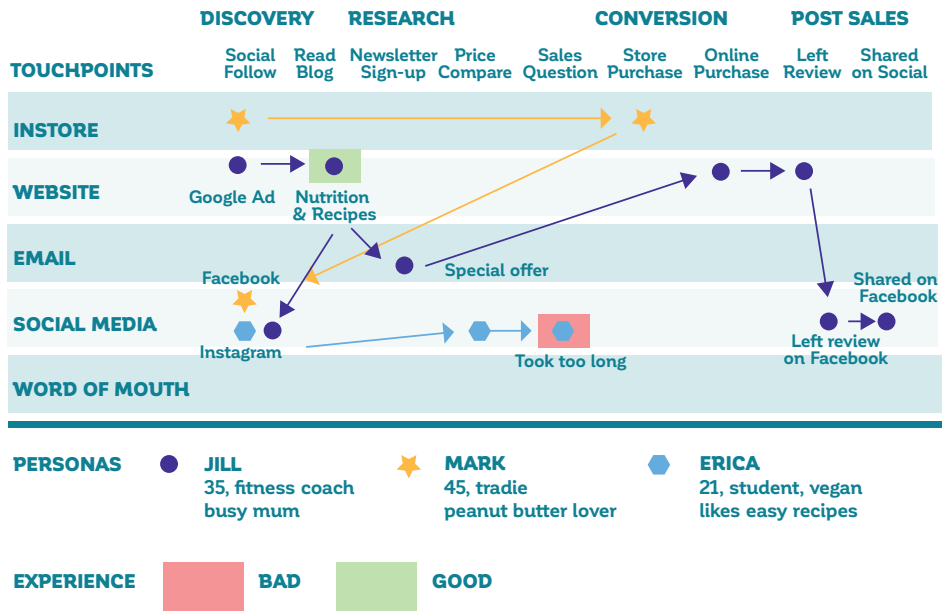 DISCOVERY RESEARCH CONVERSION POST SALES
TOUCHPOINTS
Social
Follow
Read
Blog
Newsletter
Sign-up
Price
Compare
Sales
Question
Store
Purchase
Online
Purchase
Left
Review
Shared
on Social
INSTORE
WEBSITE
Google Ad
Nutrition
& Recipes
EMAIL
Special offer
Facebook
Shared on
Facebook
SOCIAL MEDIA
Instagram
Took too long
Left review
on Facebook
WORD OF MOUTH
PERSONAS
JILL
35, fitness coach
busy mum
MARK
45, tradie
peanut butter lover
ERICA
21, student, vegan
likes easy recipes
EXPERIENCE
BAD
GOOD